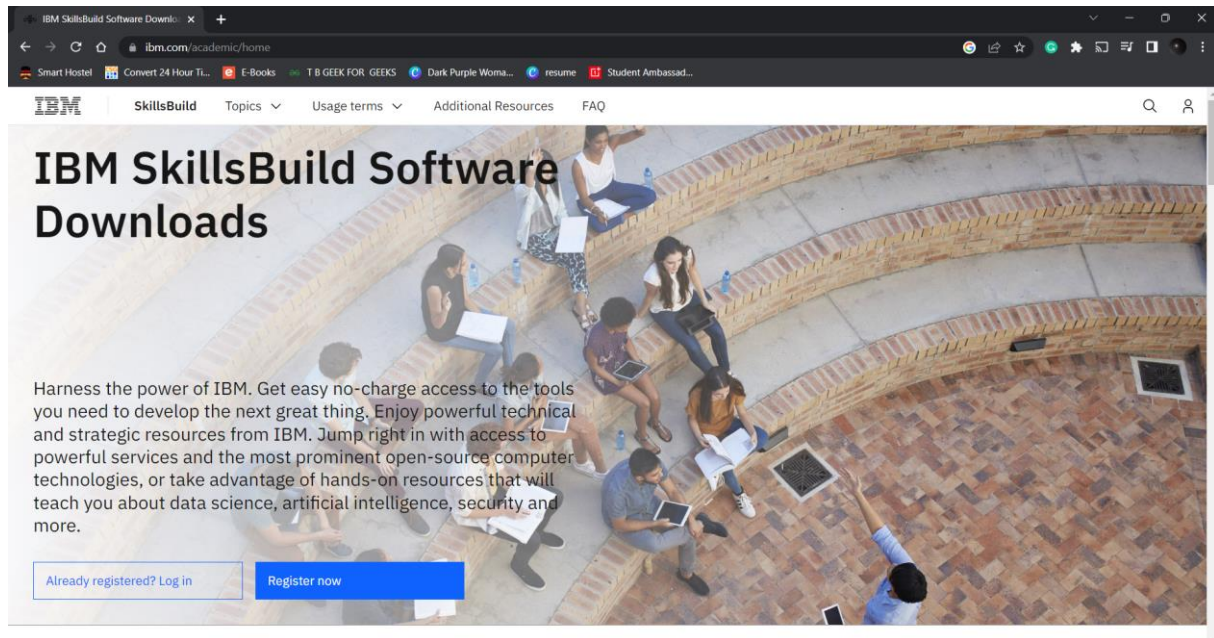 IBM SkillsBuild Software Downlo
ibm.com/academic/home
Smart Hostel Convert 24 Hour Ti... E-Books T B GEEK FOR GEEKS Dark Purple Woma... resume Student Ambassad...
IBM SkillsBuild Topics Usage terms Additional Resources FAQ
IBM SkillsBuild Software
Downloads
Harness the power of IBM. Get easy no-charge access to the tools
you need to develop the next great thing. Enjoy powerful technical
and strategic resources from IBM. Jump right in with access to
powerful services and the most prominent open-source computer
technologies, or take advantage of hands-on resources that will
teach you about data science, artificial intelligence, security and
more.
Already registered? Log in Register now